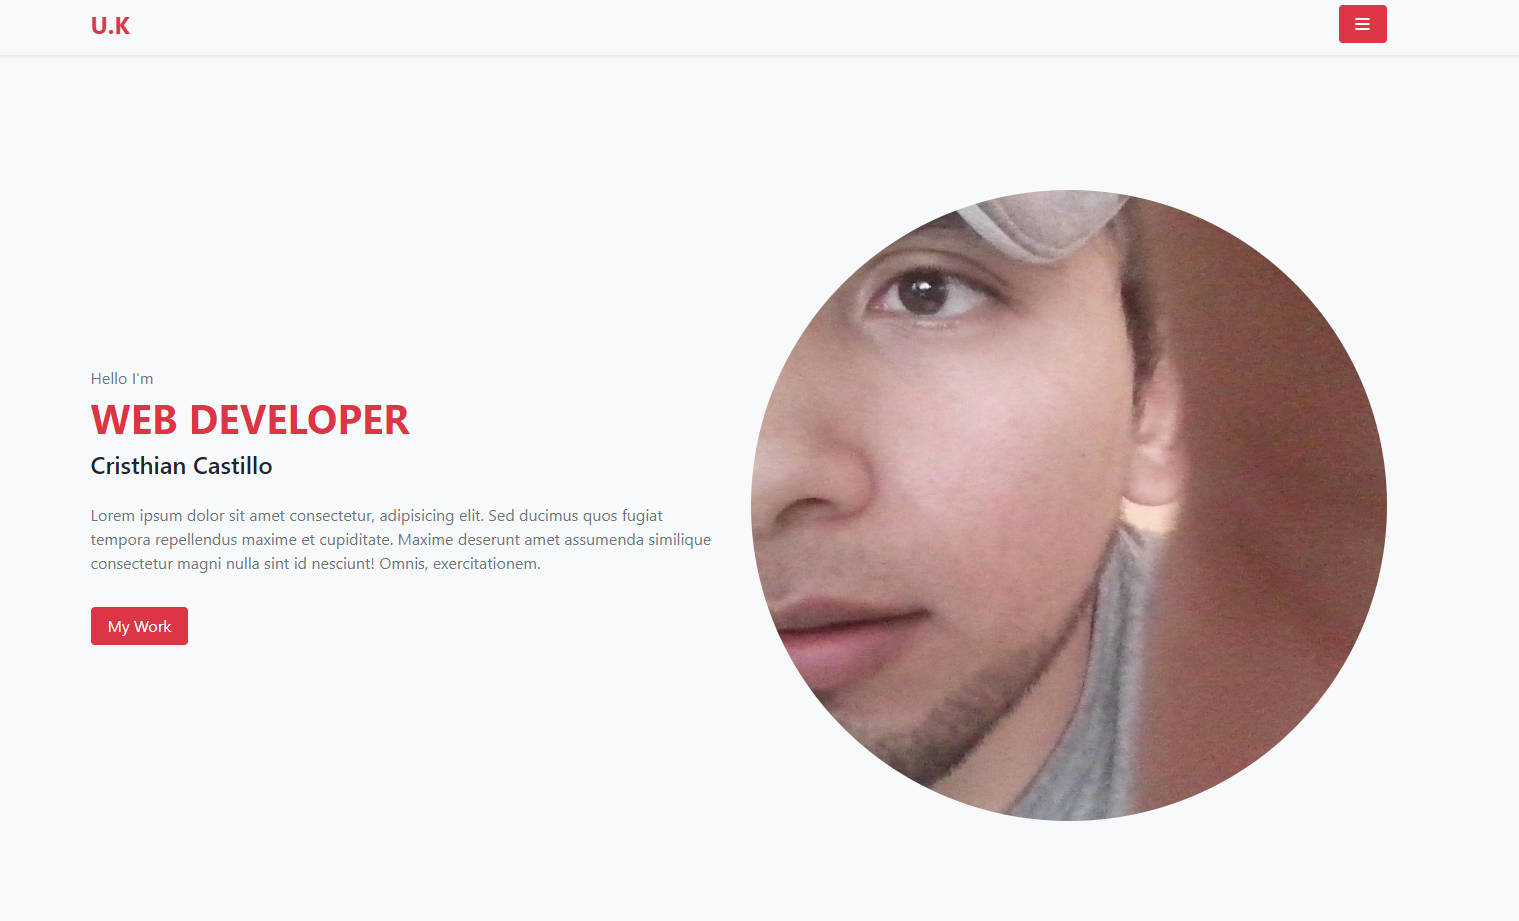 U.K
Hello I'm
WEB DEVELOPER
Cristhian Castillo
Lorem ipsum dolor sit amet consectetur, adipisicing elit. Sed ducimus quos fugiat
tempora repellendus maxime et cupiditate. Maxime deserunt amet assumenda similique
consectetur magni nulla sint id nesciunt! Omnis, exercitationem.
My Work